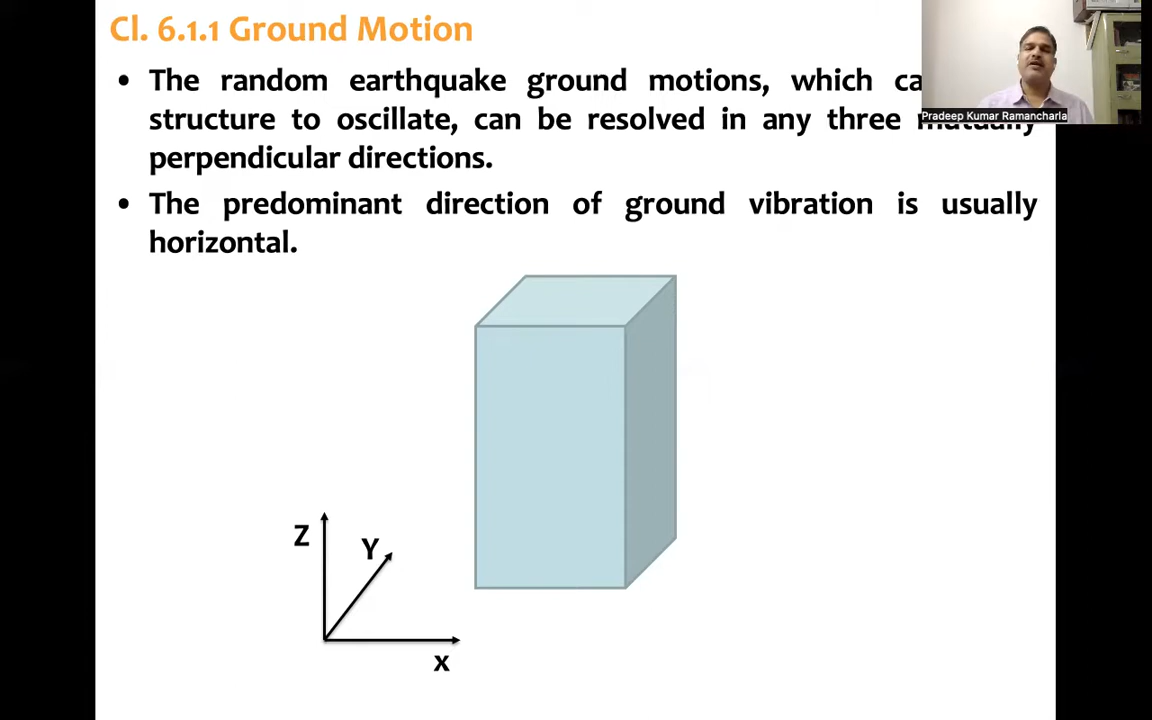 Cl. 6.1.1 Ground Motion
• The random earthquake ground motions, which
structure to oscillate, can be resolved in any three mutually
perpendicular directions.
• The predominant direction of ground vibration is usually
horizontal.
Pradeep Kumar Ramancharla
Z
Y
x